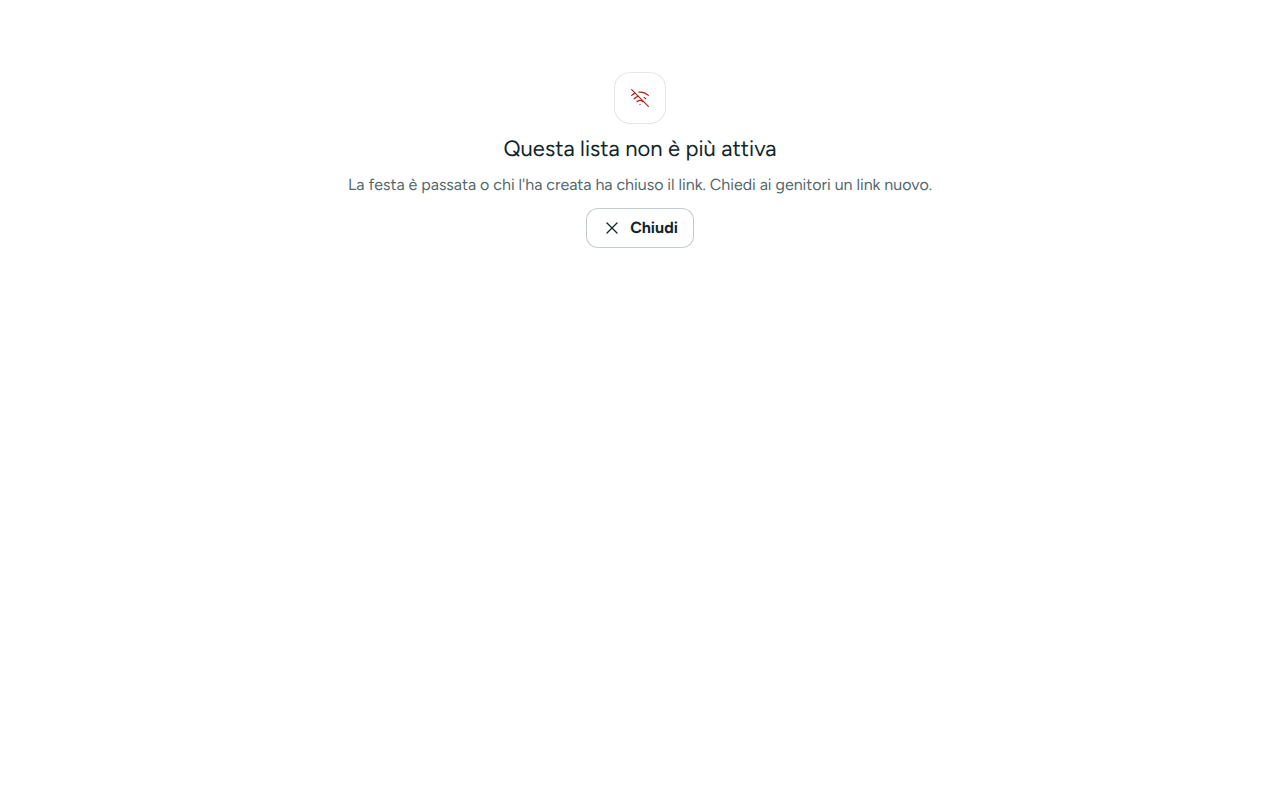 Questa lista non è più attiva
La festa è passata o chi l'ha creata ha chiuso il link. Chiedi ai genitori un link nuovo.
Chiudi